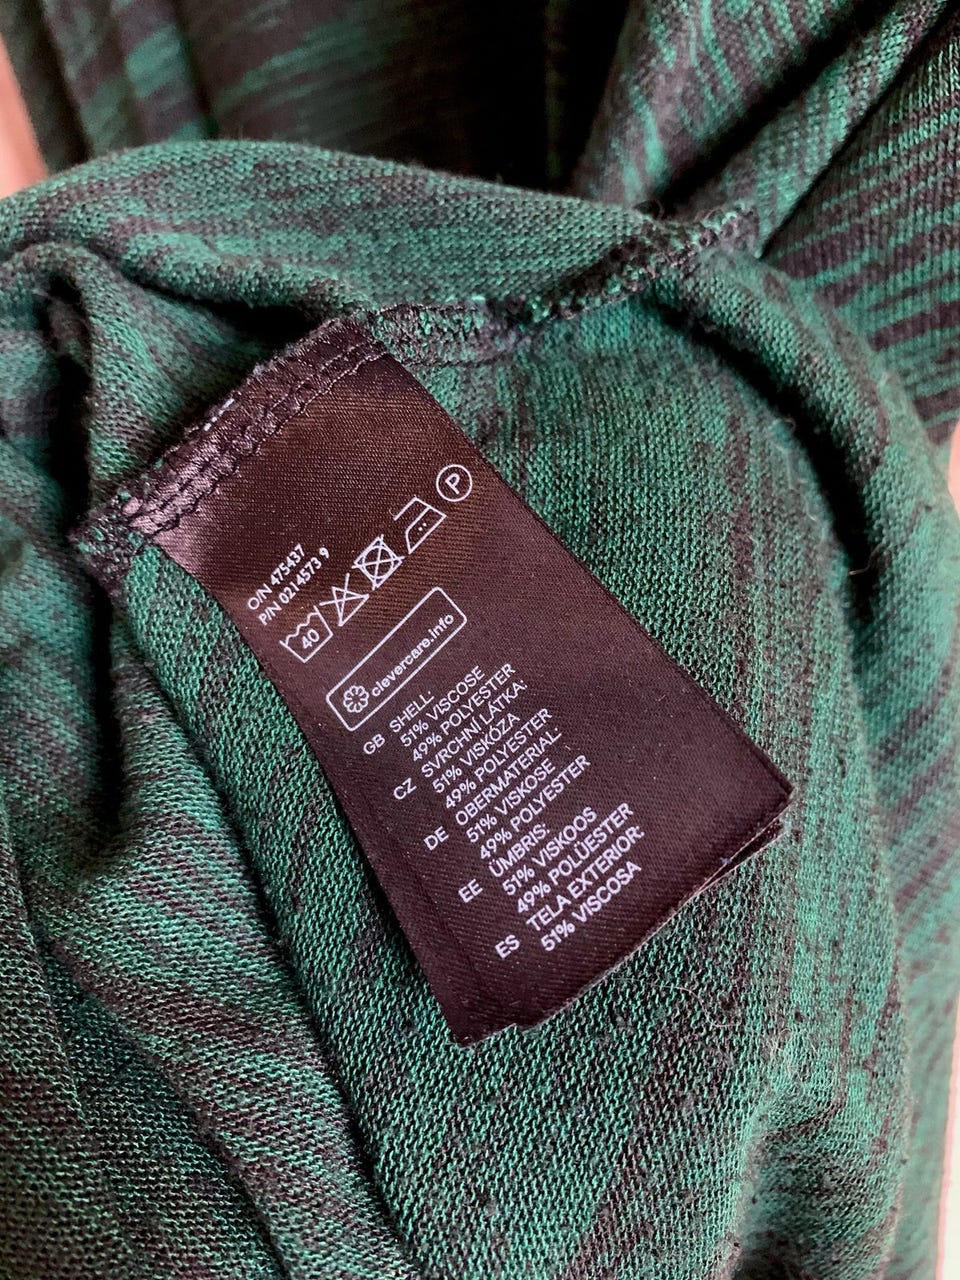 O/N 475437
P/N 0214573 9
40
P
clevercare.info
GB SHELL:
51% VISCOSE
49% POLYESTER
CZ SVRCHNÍ LÁTKA:
51% VISKÓZA
49% POLYESTER
DE OBERMATERIAL:
51% VISKOSE
49% POLYESTER
EE ÜMBRIS:
51% VISKOOS
49% POLÜESTER
ES TELA EXTERIOR:
51% VISCOSA